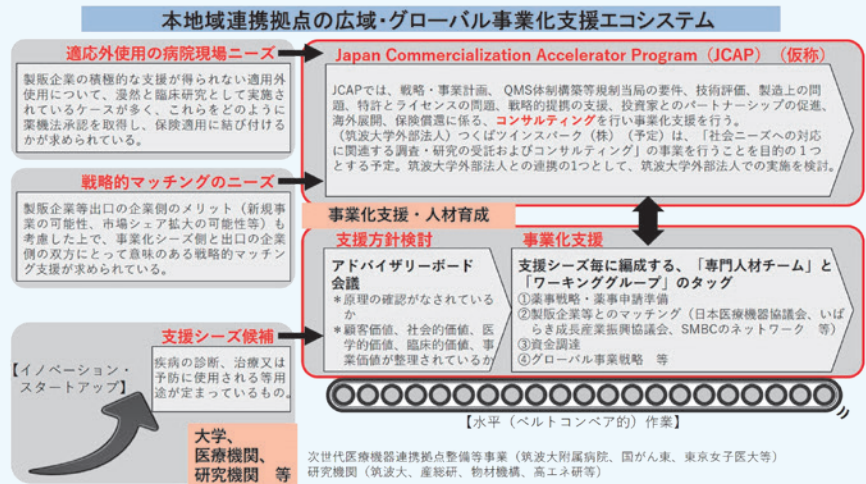 本地域連携拠点の広域・グローバル事業化支援エコシステム
適応外使用の病院現場ニーズ
製販企業の積極的な支援が得られない適用外
使用について、漫然と臨床研究として実施さ
れているケースが多く、これらをどのように
薬機法承認を取得し、保険適用に結び付ける
かが求められている。
戦略的マッチングのニーズ
製販企業等出口の企業側のメリット（新規事
業の可能性、市場シェア拡大の可能性等）も
考慮した上で、事業化シーズ側と出口の企業
側の双方にとって意味のある戦略的マッチン
グ支援が求められている。
支援シーズ候補
疾病の診断、治療又は
予防に使用される等用
途が定まっているもの。
【イノベーション・
スタートアップ】
大学、
医療機関、
研究機関　等
Japan Commercialization Accelerator Program（JCAP）（仮称）
JCAPでは、戦略・事業計画、 QMS体制構築等規制当局の要件、技術評価、製造上の問
題、特許とライセンスの問題、戦略的提携の支援、投資家とのパートナーシップの促進、
海外展開、保険償還に係る、コンサルティングを行い事業化支援を行う。
（筑波大学外部法人）つくばツインスパーク（株）（予定）は、「社会ニーズへの対応
に関連する調査・研究の受託およびコンサルティング」の事業を行うことを目的の１つ
とする予定。筑波大学外部法人との連携の1つとして、筑波大学外部法人での実施を検討。
事業化支援・人材育成
支援方針検討
アドバイザリーボード
会議
＊原理の確認がなされている
か
＊顧客価値、社会的価値、医
学的価値、臨床的価値、事
業価値が整理されているか
事業化支援
支援シーズ毎に編成する、「専門人材チーム」と
「ワーキンググループ」のタッグ
①薬事戦略・薬事申請準備
②製販企業等とのマッチング（日本医療機器協議会、いば
らき成長産業振興協議会、SMBCのネットワーク　等）
③資金調達
④グローバル事業戦略　等
【水平（ベルトコンベア的）作業】
次世代医療機器連携拠点整備等事業（筑波大附属病院、国がん東、東京女子医大等）
研究機関（筑波大、産総研、物材機構、高エネ研等）